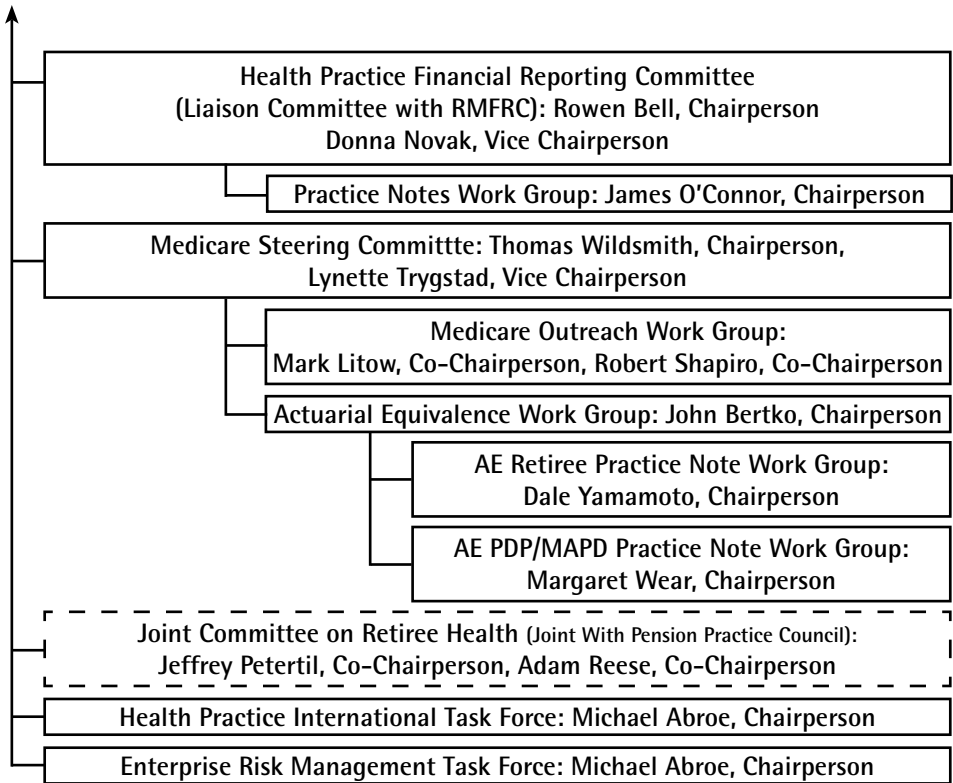 Health Practice Financial Reporting Committee
(Liaison Committee with RMFRC): Rowen Bell, Chairperson
Donna Novak, Vice Chairperson
Practice Notes Work Group: James O’Connor, Chairperson
Medicare Steering Committte: Thomas Wildsmith, Chairperson,
Lynette Trygstad, Vice Chairperson
Medicare Outreach Work Group:
Mark Litow, Co-Chairperson, Robert Shapiro, Co-Chairperson
Actuarial Equivalence Work Group: John Bertko, Chairperson
AE Retiree Practice Note Work Group:
Dale Yamamoto, Chairperson
AE PDP/MAPD Practice Note Work Group:
Margaret Wear, Chairperson
Joint Committee on Retiree Health (Joint With Pension Practice Council):
Jeffrey Petertil, Co-Chairperson, Adam Reese, Co-Chairperson
Health Practice International Task Force: Michael Abroe, Chairperson
Enterprise Risk Management Task Force: Michael Abroe, Chairperson